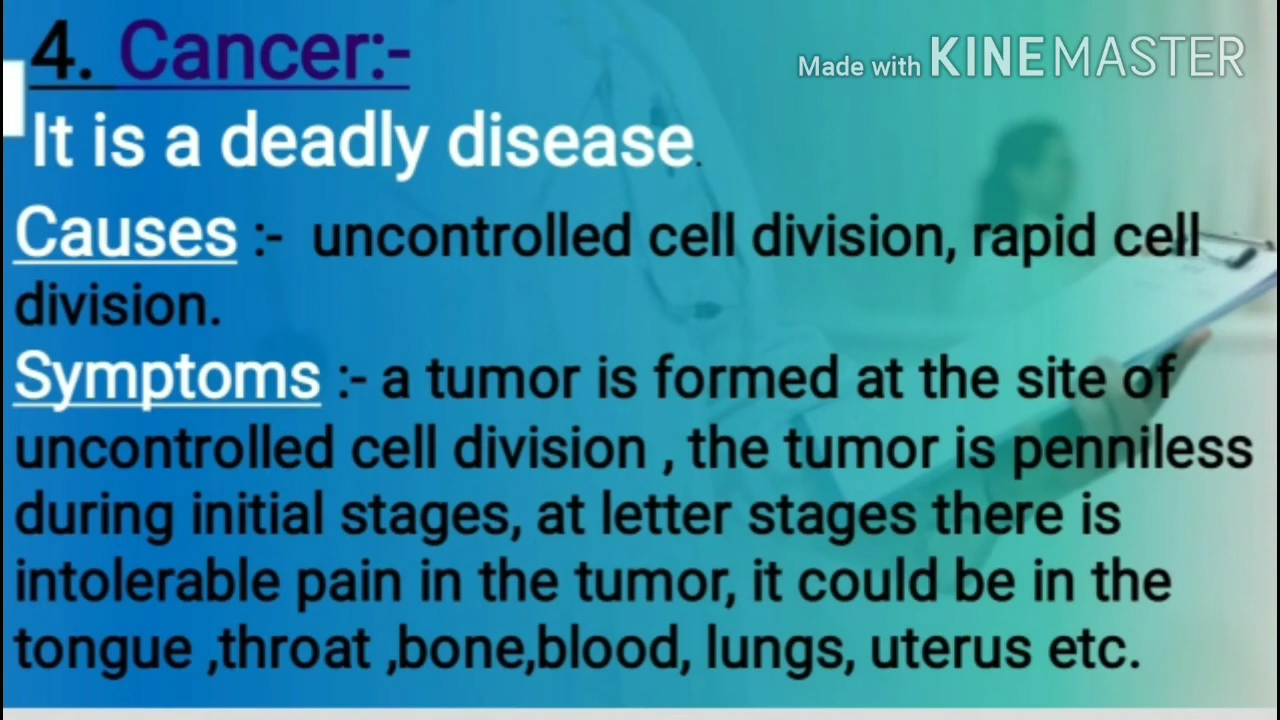 4. Cancer:-
Made with KINEMASTER
It is a deadly disease.
Causes :- uncontrolled cell division, rapid cell
division.
Symptoms :- a tumor is formed at the site of
uncontrolled cell division , the tumor is penniless
during initial stages, at letter stages there is
intolerable pain in the tumor, it could be in the
tongue ,throat ,bone,blood, lungs, uterus etc.